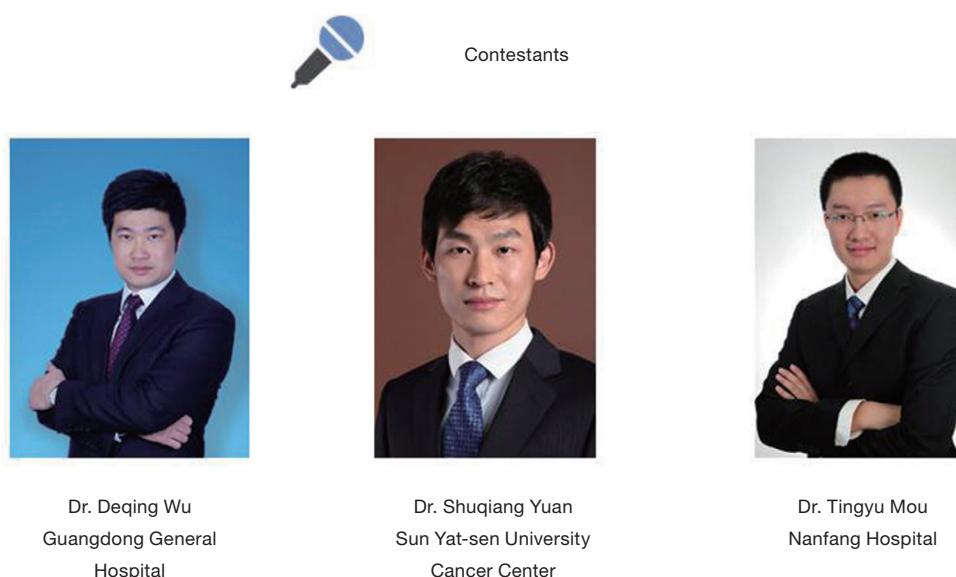 Contestants
Dr. Deqing Wu
Guangdong General
Hospital
Dr. Shuqiang Yuan
Sun Yat-sen University
Cancer Center
Dr. Tingyu Mou
Nanfang Hospital